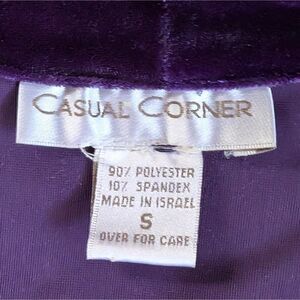 CASUAL CORNER
90% POLYESTER
10% SPANDEX
MADE IN ISRAEL
S
OVER FOR CARE